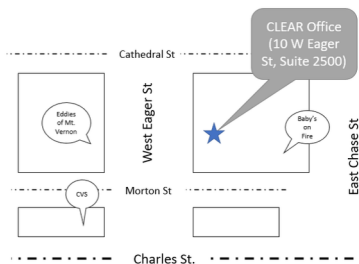 CLEAR Office
(10 W Eager
St, Suite 2500)
Cathedral St
Eddies
of Mt.
Vernon
West Eager St
Baby's
on
Fire
East Chase St
CVS
Morton St
Charles St.